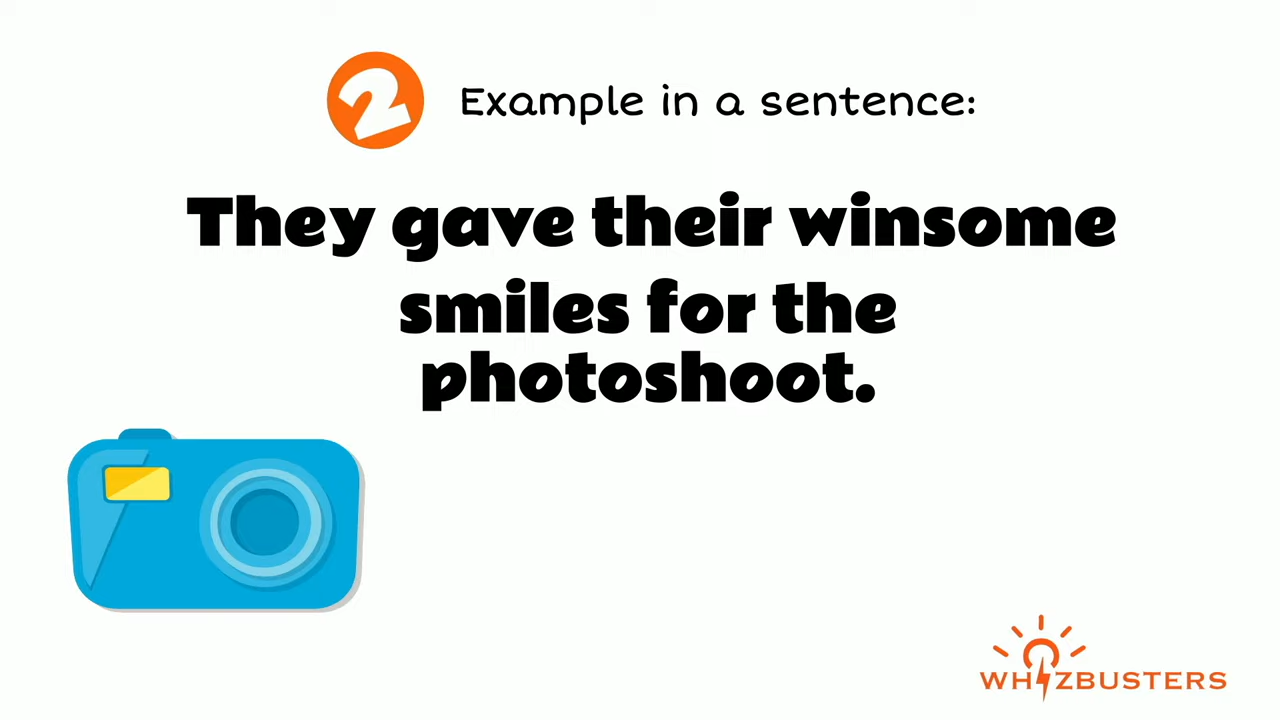 2 Example in a sentence:
They gave their winsome
smiles for the
photoshoot.
WHIZBUSTERS